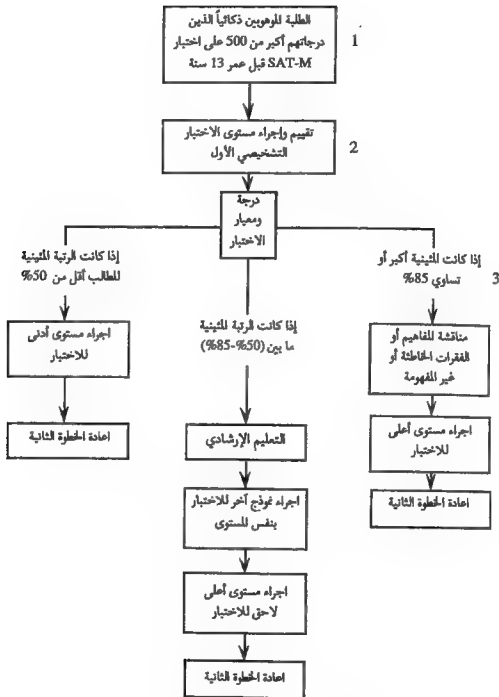 الطلبة الموهوبين ذكائياً الذين
درجاتهم أكبر من 500 على اختبار
SAT-M قبل عمر 13 سنة
1
تقييم وإجراء مستوى الاختبار
التشخيصي الأول
2
درجة
ومعيار
الاختبار
إذا كانت المئينية أكبر أو
تساوي 85%
3
مناقشة المفاهيم أو
الفقرات الخاطئة أو
غير المفهومة
اجراء مستوى أعلى
للاختبار
اعادة الخطوة الثانية
إذا كانت الرتبة المئينية
ما بين (50%-85%)
التعليم الإرشادي
اجراء نموذج آخر للاختبار
بنفس المستوى
اجراء مستوى أعلى
لاحق للاختبار
اعادة الخطوة الثانية
إذا كانت الرتبة المئينية
للطالب أقل من 50%
اجراء مستوى أدنى
للاختبار
اعادة الخطوة الثانية